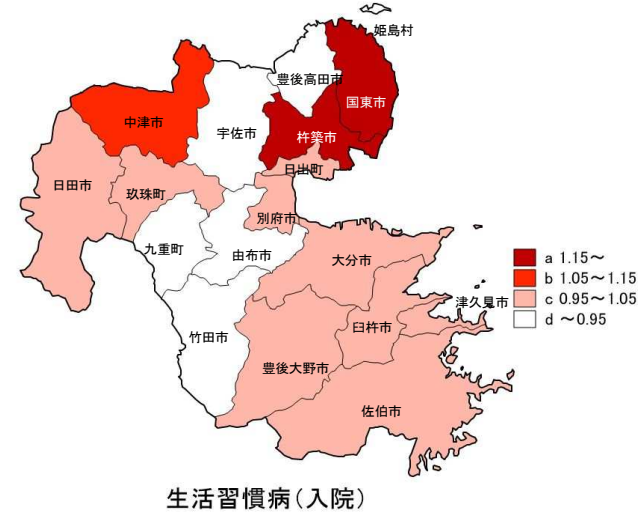 姫島村
豊後高田市
国東市
中津市
宇佐市
杵築市
日出町
日田市
玖珠町
別府市
九重町
由布市
大分市
a 1.15～
b 1.05～1.15
c 0.95～1.05
d ～0.95
津久見市
臼杵市
竹田市
豊後大野市
佐伯市
生活習慣病(入院)